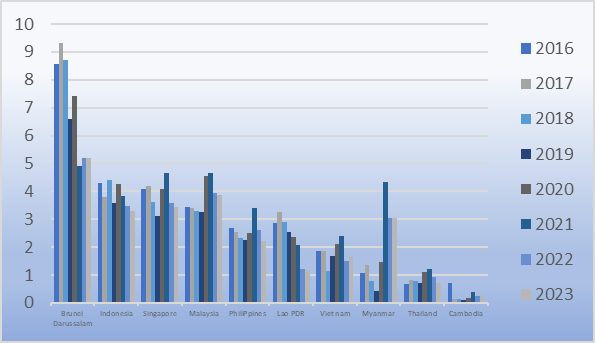 10
9
8
7
6
5
4
3
2
1
0
Brunei
Darussalam
Indonesia
Singapore
Malaysia
PhiliPpines
Lao PDR
Viet nam
Myanmar
Thailand
Cambodia
2016
2017
2018
2019
2020
2021
2022
2023